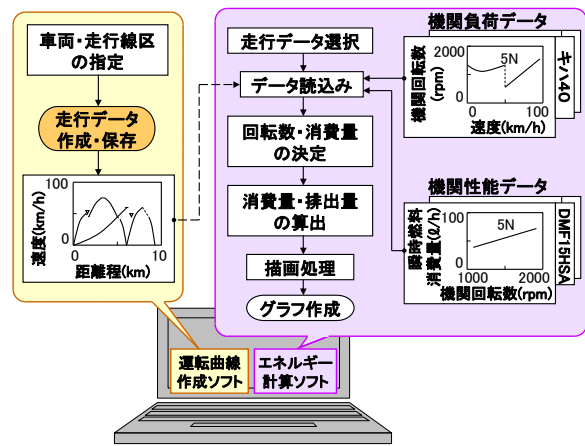 車両・走行線区
の指定
走行データ
作成・保存
速度(km/h)
100
0
0
10
距離程(km)
走行データ選択
データ読込み
回転数・消費量
の決定
消費量・排出量
の算出
描画処理
グラフ作成
機関負荷データ
機関回転数
(rpm)
2000
0
5N
0
100
速度(km/h)
キハ40
機関性能データ
瞬時燃料
消費量(ℓ/h)
100
0
5N
1000
2000
機関回転数(rpm)
DMF15HSA
運転曲線
作成ソフト
エネルギー
計算ソフト